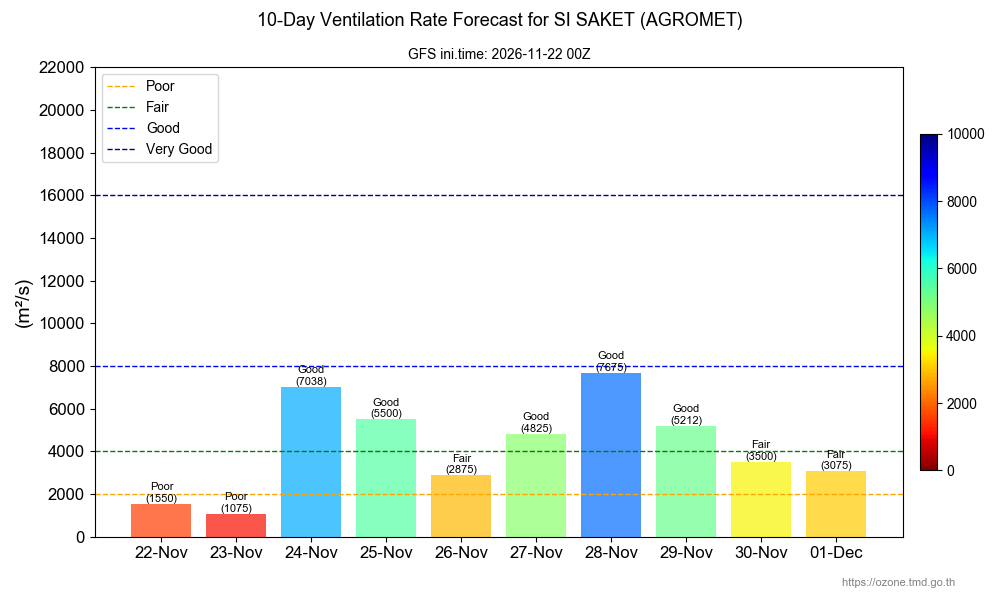 10-Day Ventilation Rate Forecast for SI SAKET (AGROMET)
GFS ini.time: 2026-11-22 00Z
(m²/s)
22000
20000
18000
16000
14000
12000
10000
8000
6000
4000
2000
0
Poor
Fair
Good
Very Good
Poor
(1550)
Poor
(1075)
Good
(7038)
Good
(5500)
Fair
(2875)
Good
(4825)
Good
(7675)
Good
(5212)
Fair
(3500)
Fair
(3075)
22-Nov 23-Nov 24-Nov 25-Nov 26-Nov 27-Nov 28-Nov 29-Nov 30-Nov 01-Dec
10000
8000
6000
4000
2000
0
https://ozone.tmd.go.th